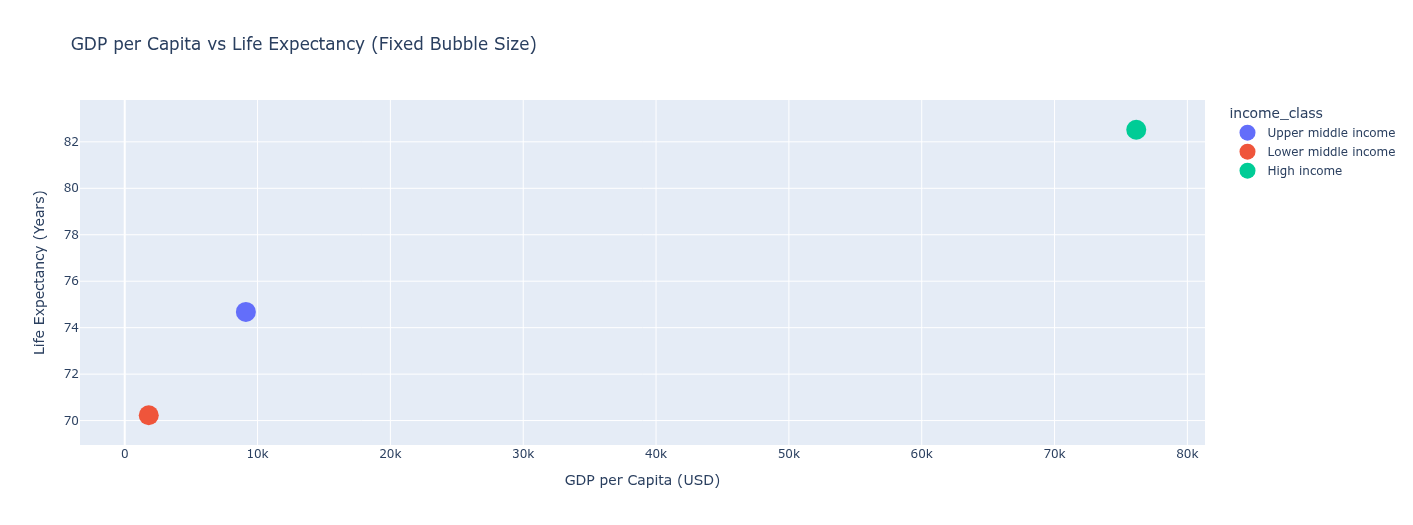 GDP per Capita vs Life Expectancy (Fixed Bubble Size)
income_class
Upper middle income
Lower middle income
High income
Life Expectancy (Years)
82
80
78
76
74
72
70
0 10k 20k 30k 40k 50k 60k 70k 80k
GDP per Capita (USD)